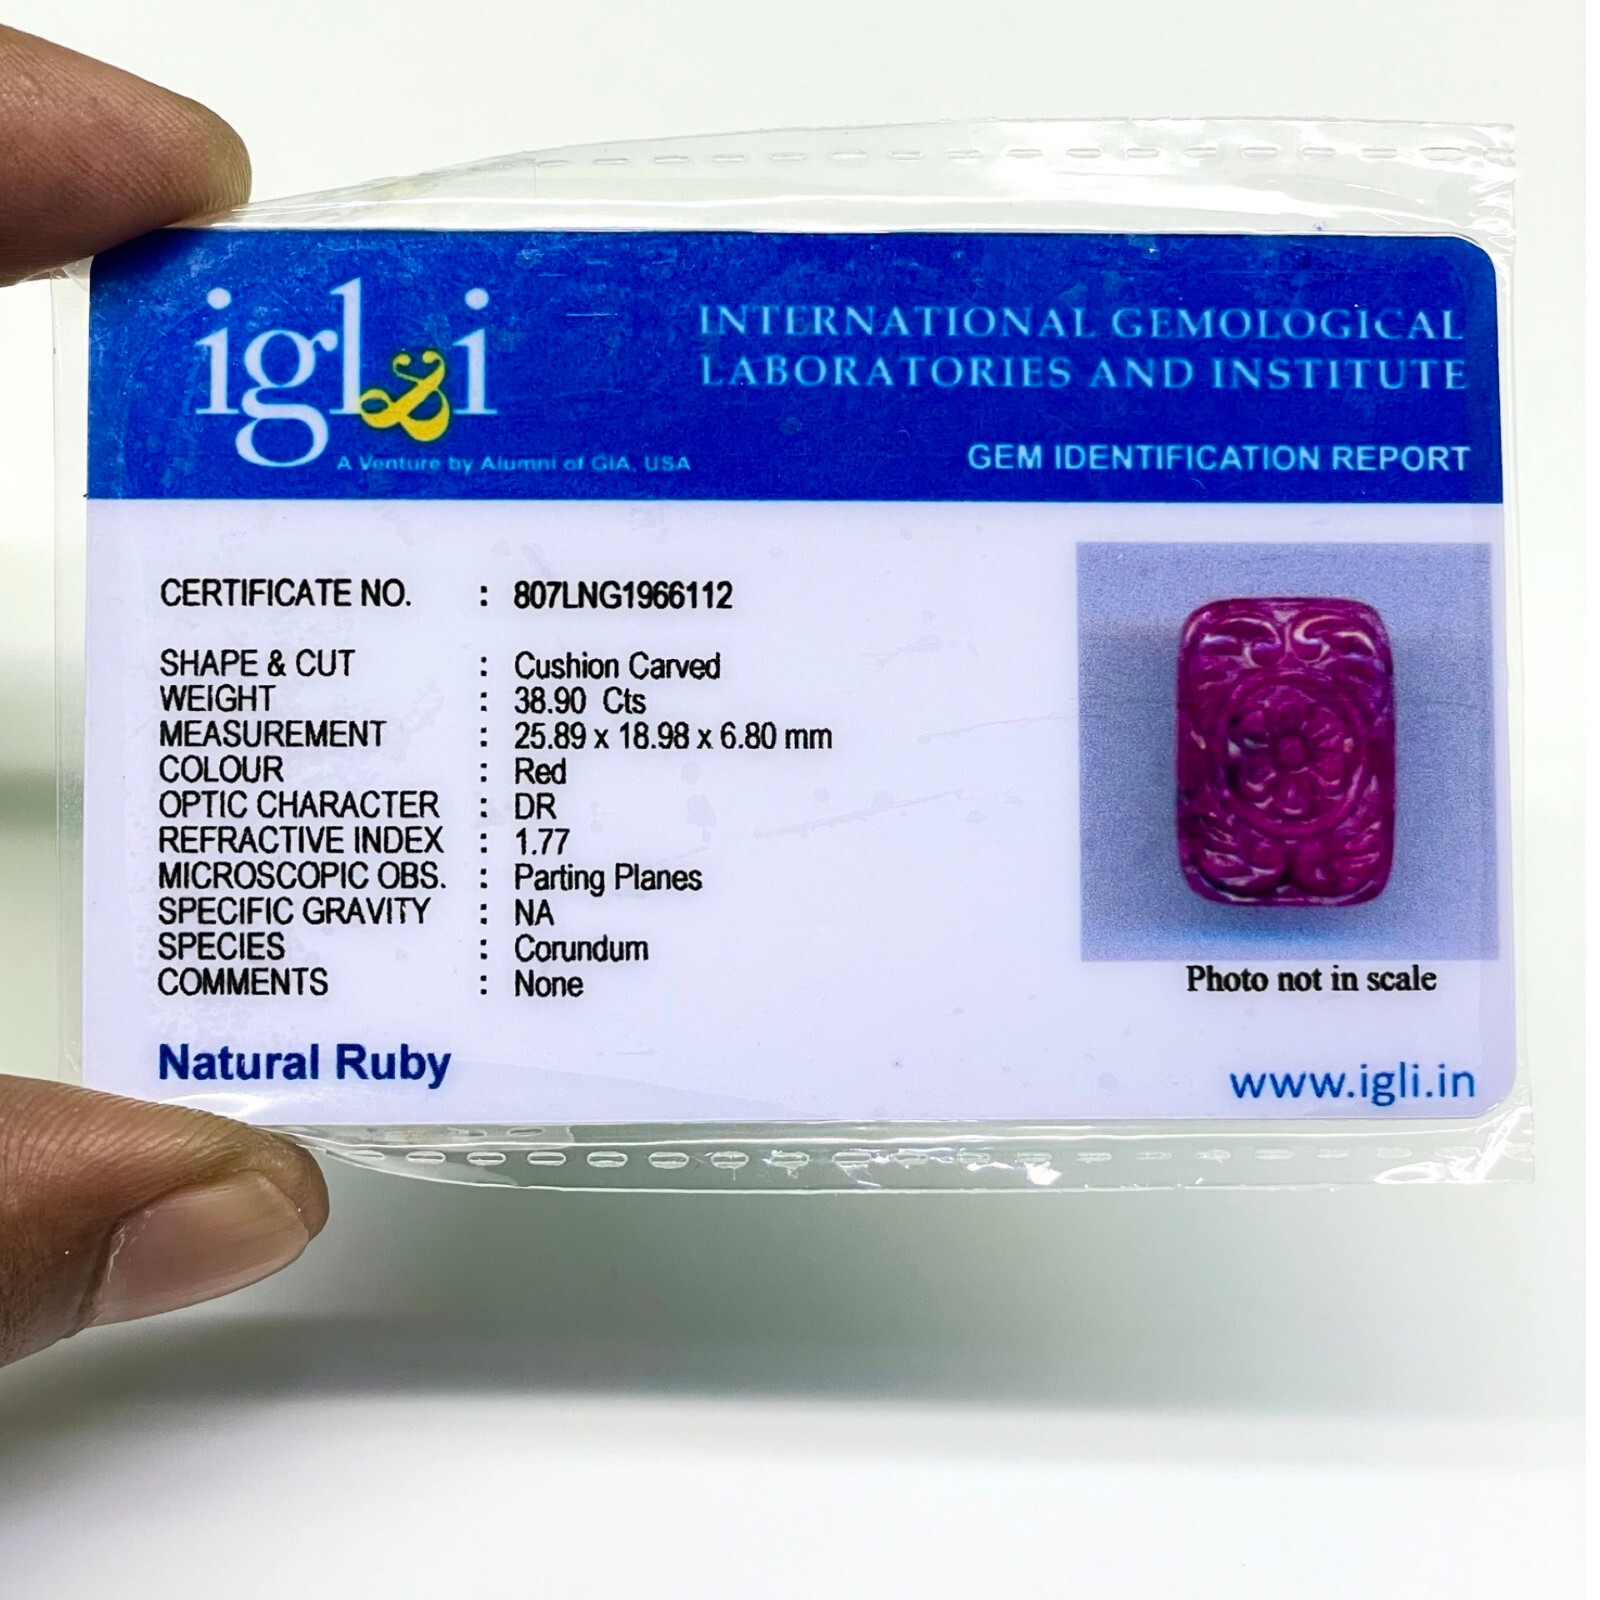 igl&i
A Venture by Alumni of GIA, USA
INTERNATIONAL GEMOLOGICAL
LABORATORIES AND INSTITUTE
GEM IDENTIFICATION REPORT
CERTIFICATE NO. : 807LNG1966112
SHAPE & CUT : Cushion Carved
WEIGHT : 38.90 Cts
MEASUREMENT : 25.89 x 18.98 x 6.80 mm
COLOUR : Red
OPTIC CHARACTER : DR
REFRACTIVE INDEX : 1.77
MICROSCOPIC OBS. : Parting Planes
SPECIFIC GRAVITY : NA
SPECIES : Corundum
COMMENTS : None
Photo not in scale
Natural Ruby
www.igli.in